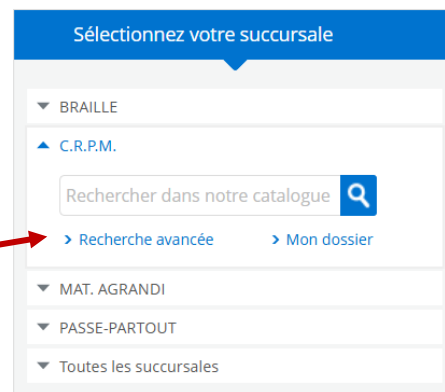 Sélectionnez votre succursale
BRAILLE
C.R.P.M.
Rechercher dans notre catalogue
Recherche avancée
Mon dossier
MAT. AGRANDI
PASSE-PARTOUT
Toutes les succursales